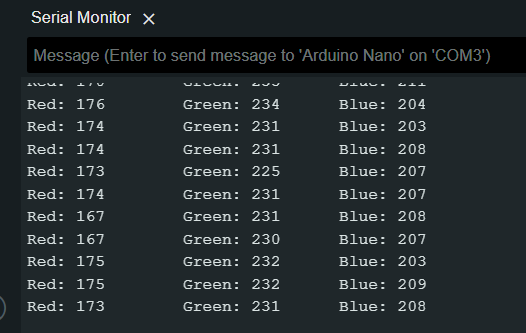 Serial Monitor ×
Message (Enter to send message to 'Arduino Nano' on 'COM3')
Red: 170 Green: 233 Blue: 211
Red: 176 Green: 234 Blue: 204
Red: 174 Green: 231 Blue: 203
Red: 174 Green: 231 Blue: 208
Red: 173 Green: 225 Blue: 207
Red: 174 Green: 231 Blue: 207
Red: 167 Green: 231 Blue: 208
Red: 167 Green: 230 Blue: 207
Red: 175 Green: 232 Blue: 203
Red: 175 Green: 232 Blue: 209
Red: 173 Green: 231 Blue: 208